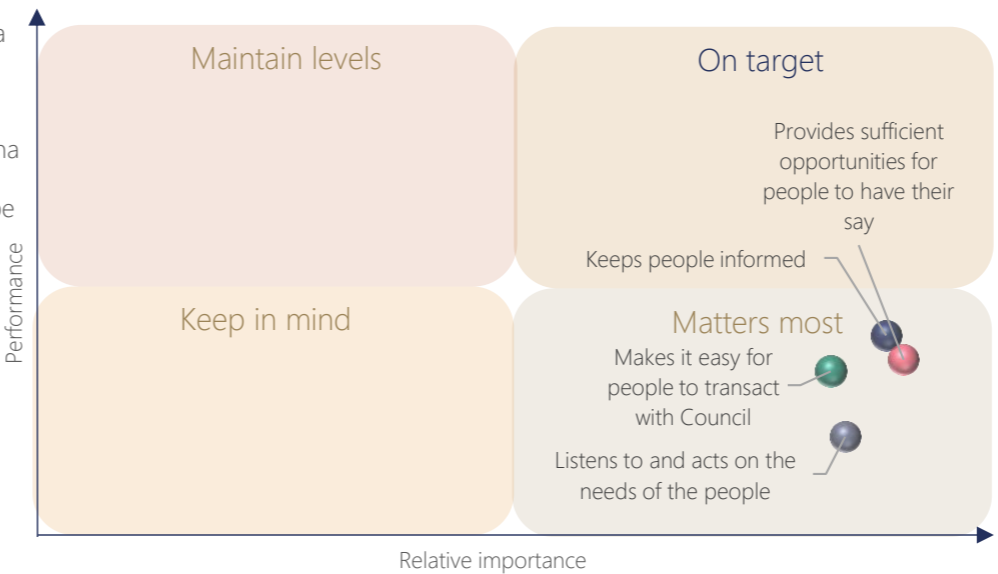 a
na
pe
Performance
Maintain levels
On target
Provides sufficient
opportunities for
people to have their
say
Keeps people informed
Keep in mind
Matters most
Makes it easy for
people to transact
with Council
Listens to and acts on the
needs of the people
Relative importance